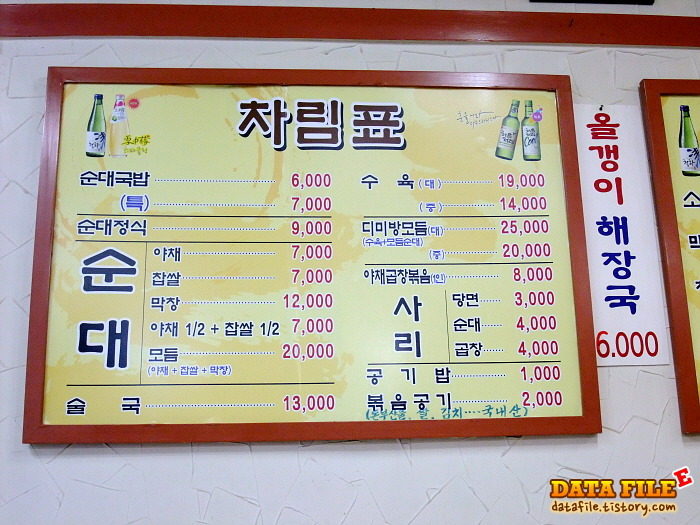 차림표
순대국밥 6,000
(특) 7,000
순대정식 9,000
순대
야채 7,000
찹쌀 7,000
막창 12,000
야채 1/2 + 찹쌀 1/2 7,000
모듬 20,000
(야채 + 찹쌀 + 막창)
술국 13,000
수육(대) 19,000
(중) 14,000
디미방모듬(대) 25,000
(수육+모듬순대)
(중) 20,000
야채곱창볶음(1인) 8,000
사리
당면 3,000
순대 4,000
곱창 4,000
공기밥 1,000
볶음공기 2,000
쌀, 김치....국내산)
올갱이 해장국
6.000
DATA FILE
datafile.tistory.com